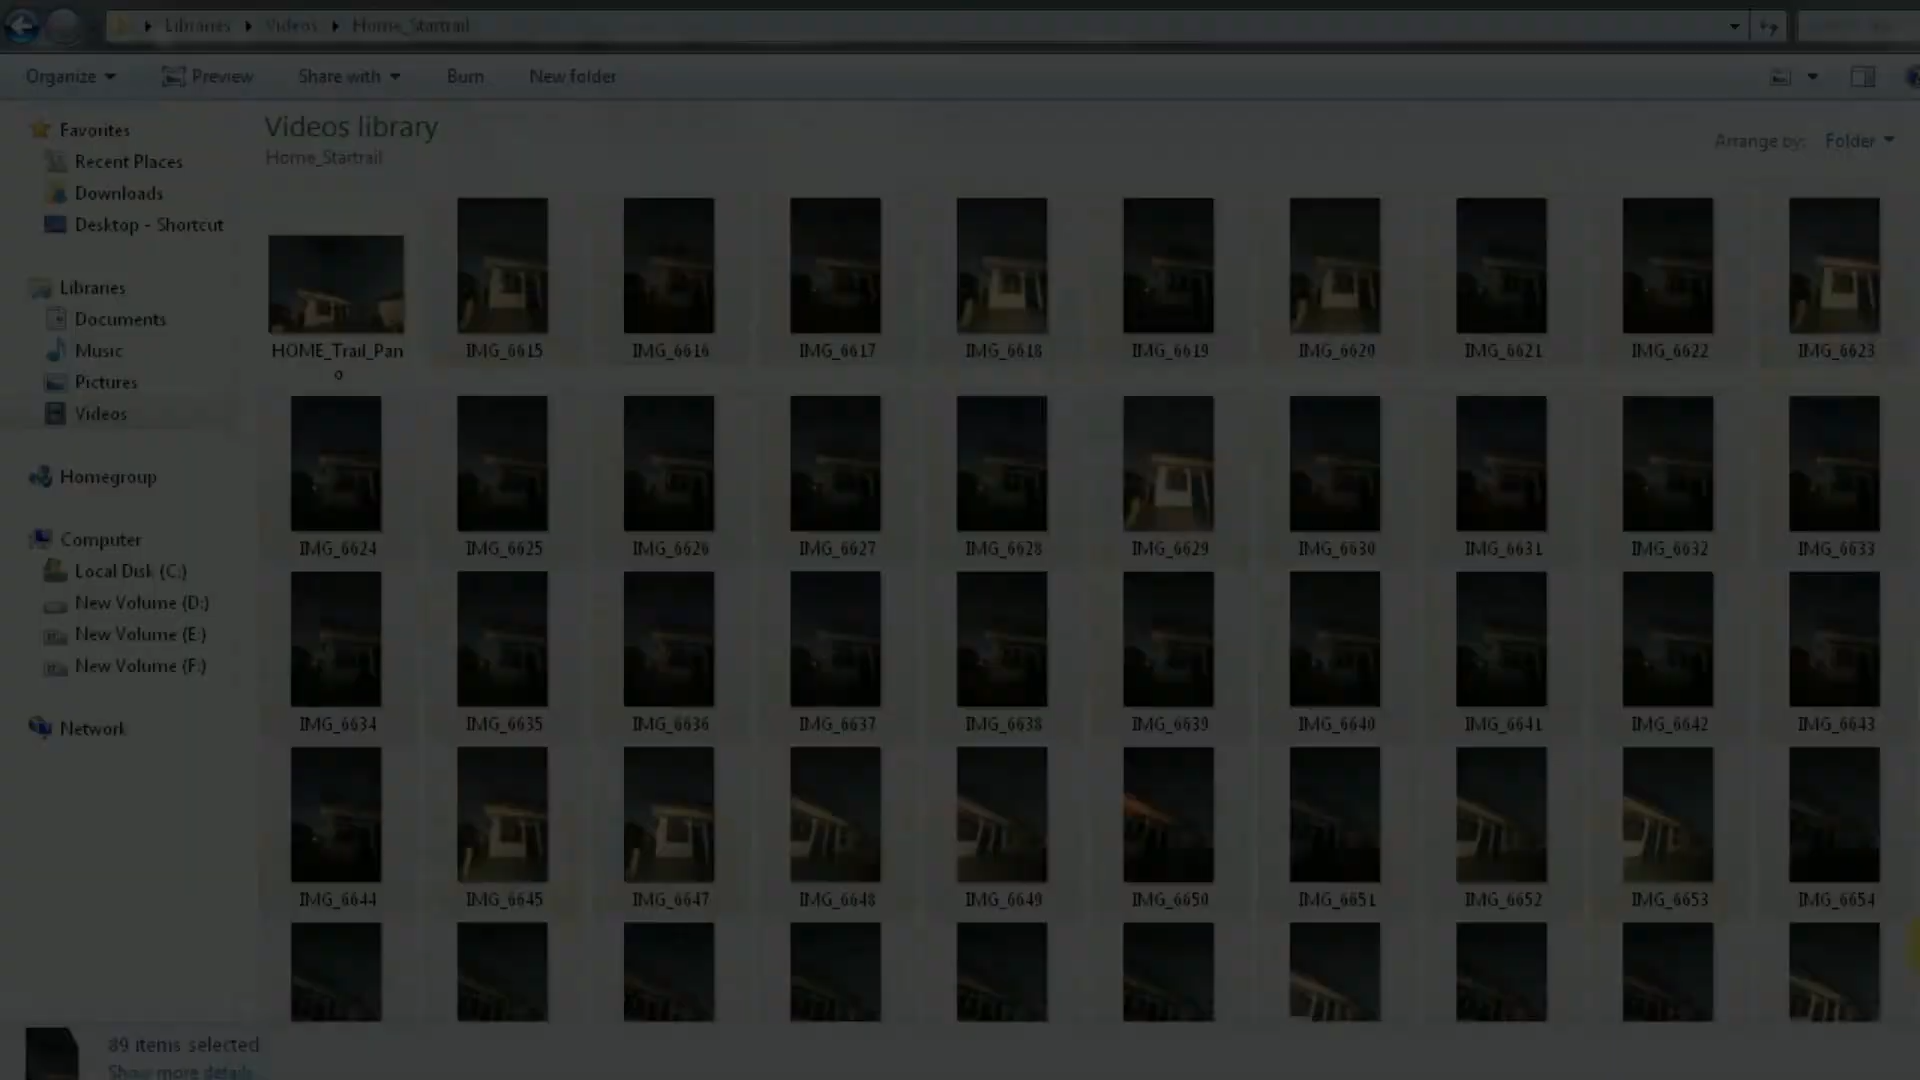 Libraries Videos Home_Startrail
Organize Preview Share with Burn New folder
Favorites
Recent Places
Downloads
Desktop - Shortcut
Libraries
Documents
Music
Pictures
Videos
Homegroup
Computer
Local Disk (C:)
New Volume (D:)
New Volume (E:)
New Volume (F:)
Network
Videos library
Home_Startrail
Arrange by: Folder
HOME_Trail_Pan
o
IMG_6615 IMG_6616 IMG_6617 IMG_6618 IMG_6619 IMG_6620 IMG_6621 IMG_6622 IMG_6623
IMG_6624 IMG_6625 IMG_6626 IMG_6627 IMG_6628 IMG_6629 IMG_6630 IMG_6631 IMG_6632 IMG_6633
IMG_6634 IMG_6635 IMG_6636 IMG_6637 IMG_6638 IMG_6639 IMG_6640 IMG_6641 IMG_6642 IMG_6643
IMG_6644 IMG_6645 IMG_6647 IMG_6648 IMG_6649 IMG_6650 IMG_6651 IMG_6652 IMG_6653 IMG_6654
89 items selected
Show more details...